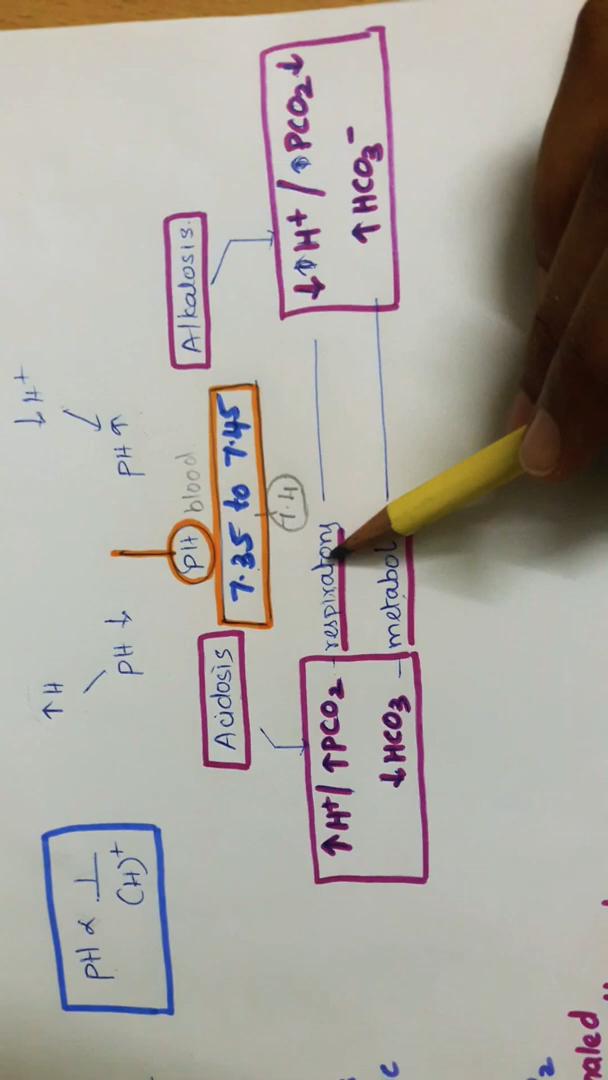 PH ∝ 1/(H)⁺
↑H
PH ↓
↓H⁺
PH ↑
PH blood
7.35 to 7.45
7.4
Acidosis
↑H⁺/↑PCO₂
↓HCO₃
respiratory
metabol
Alkalosis
↓H⁺/PCO₂↓
↑HCO₃⁻
haled